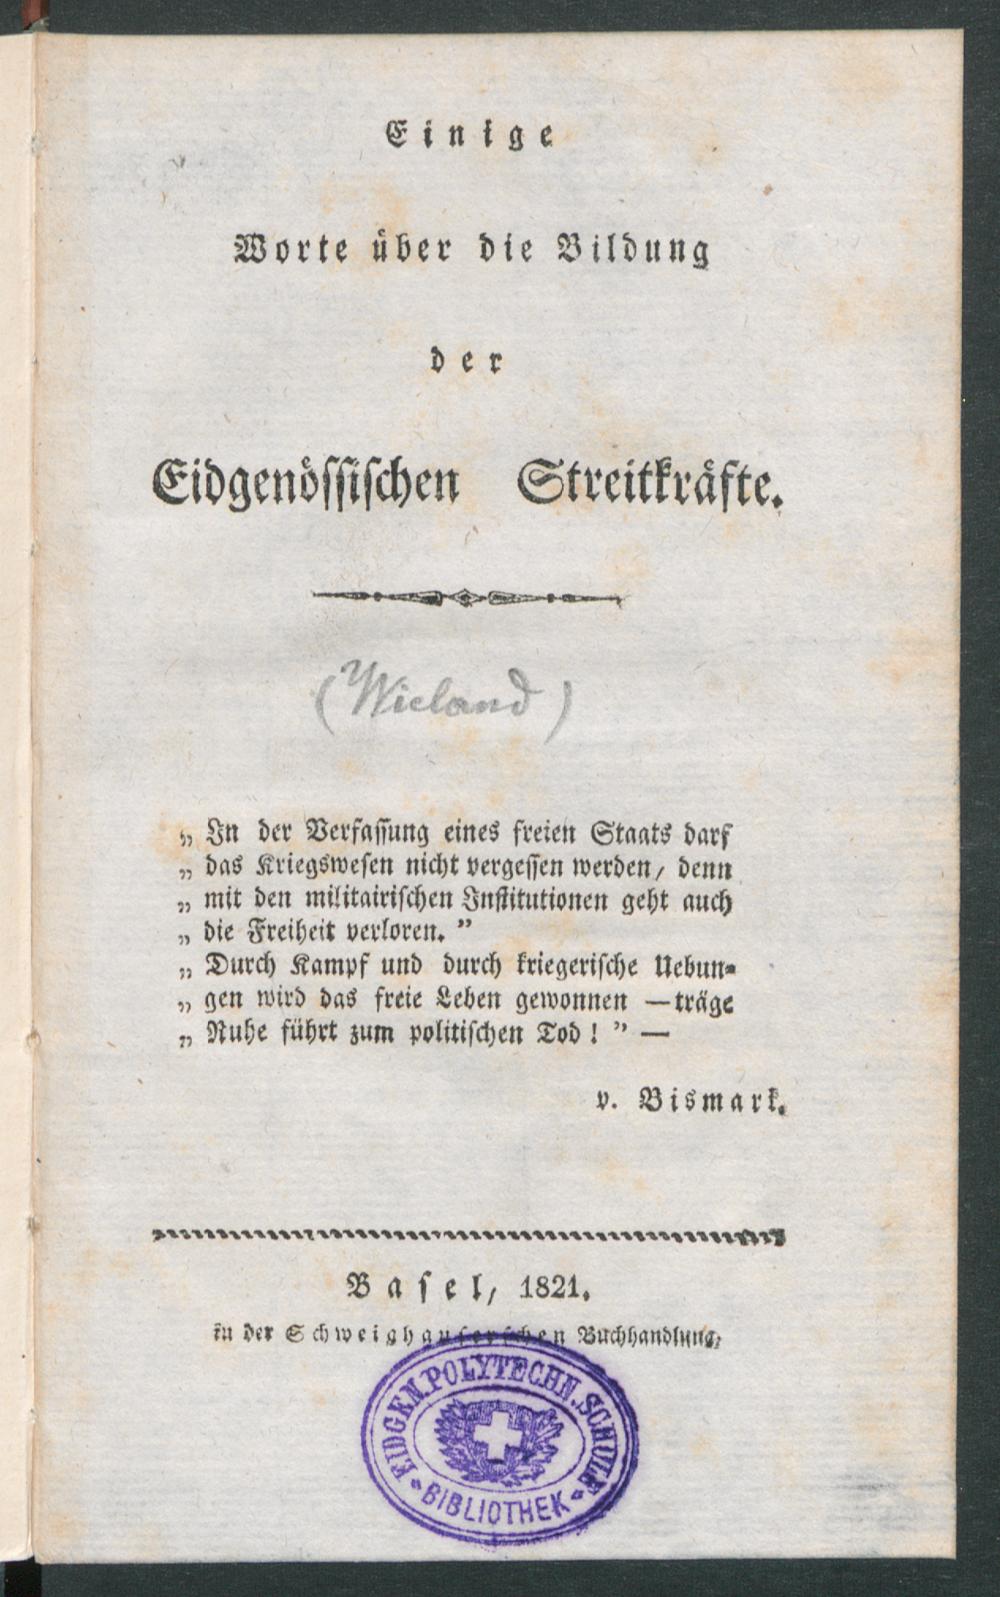 Einige
Worte über die Bildung
der
Eidgenössischen Streitkräfte.
(Wieland)
„ In der Verfassung eines freien Staats darf
„ das Kriegswesen nicht vergessen werden, denn
„ mit den militairischen Institutionen geht auch
„ die Freiheit verloren. ”
„ Durch Kampf und durch kriegerische Uebun-
„ gen wird das freie Leben gewonnen — träge
„ Ruhe führt zum politischen Tod ! ” —
v. Bismark.
Basel, 1821.
in der Schweighauserschen Buchhandlung.
EIDGEN. POLYTECHN. SCHULE
BIBLIOTHEK